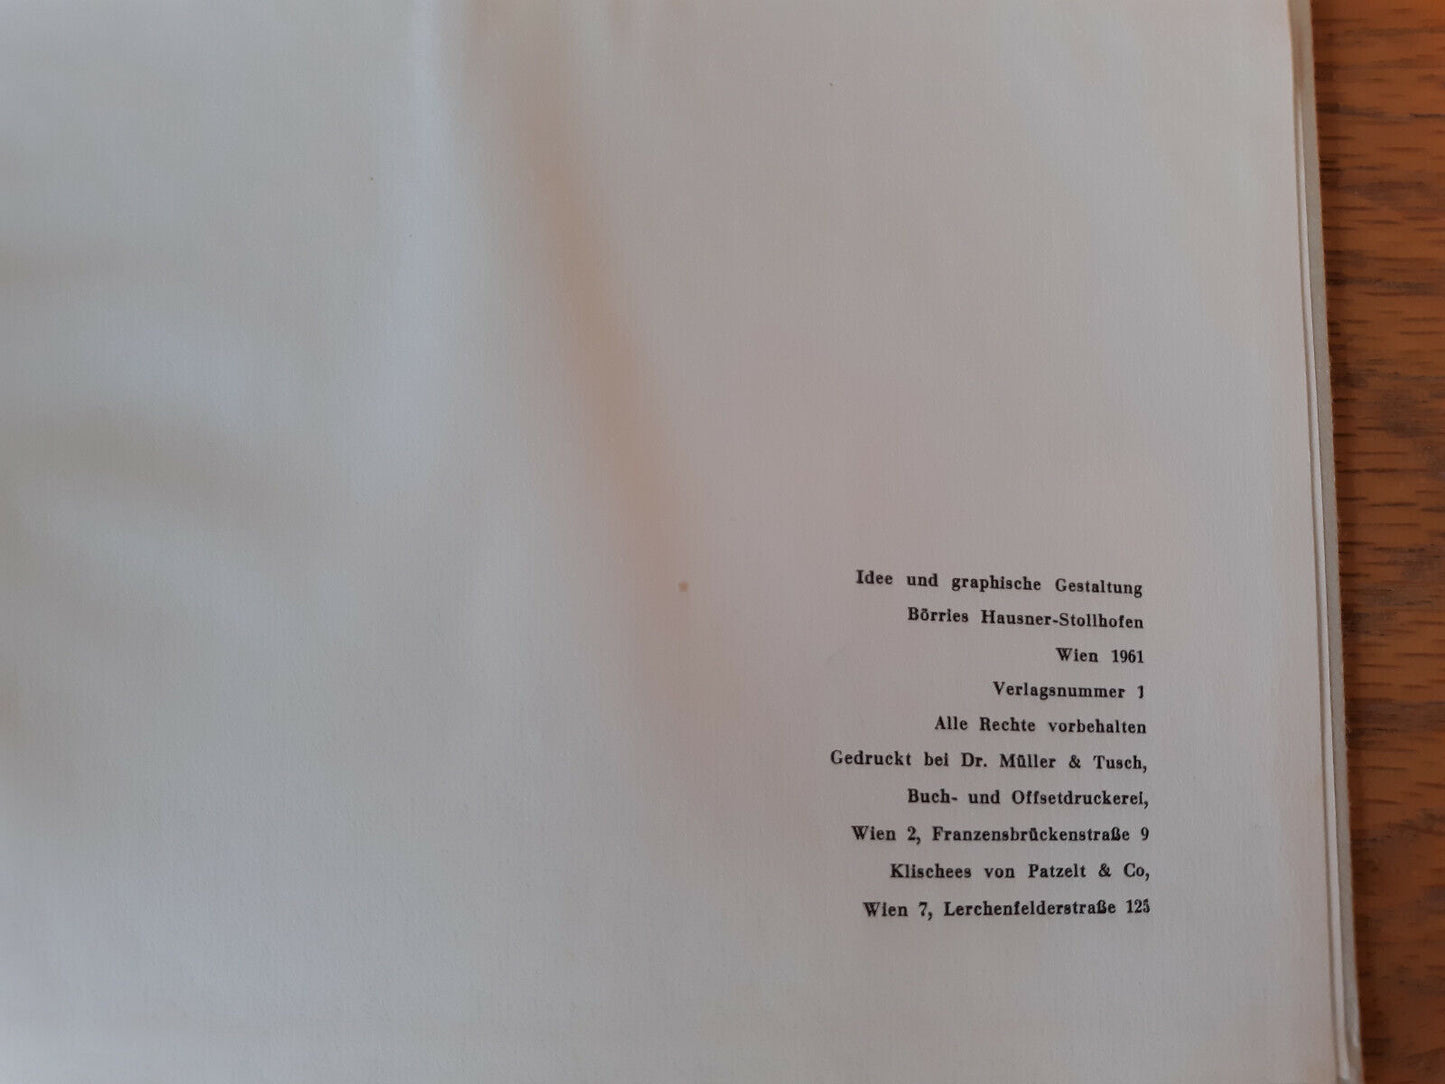 Idee und graphische Gestaltung
Börries Hausner-Stollhofen
Wien 1961
Verlagsnummer 1
Alle Rechte vorbehalten
Gedruckt bei Dr. Müller & Tusch,
Buch- und Offsetdruckerei,
Wien 2, Franzensbrückenstraße 9
Klischees von Patzelt & Co,
Wien 7, Lerchenfelderstraße 125